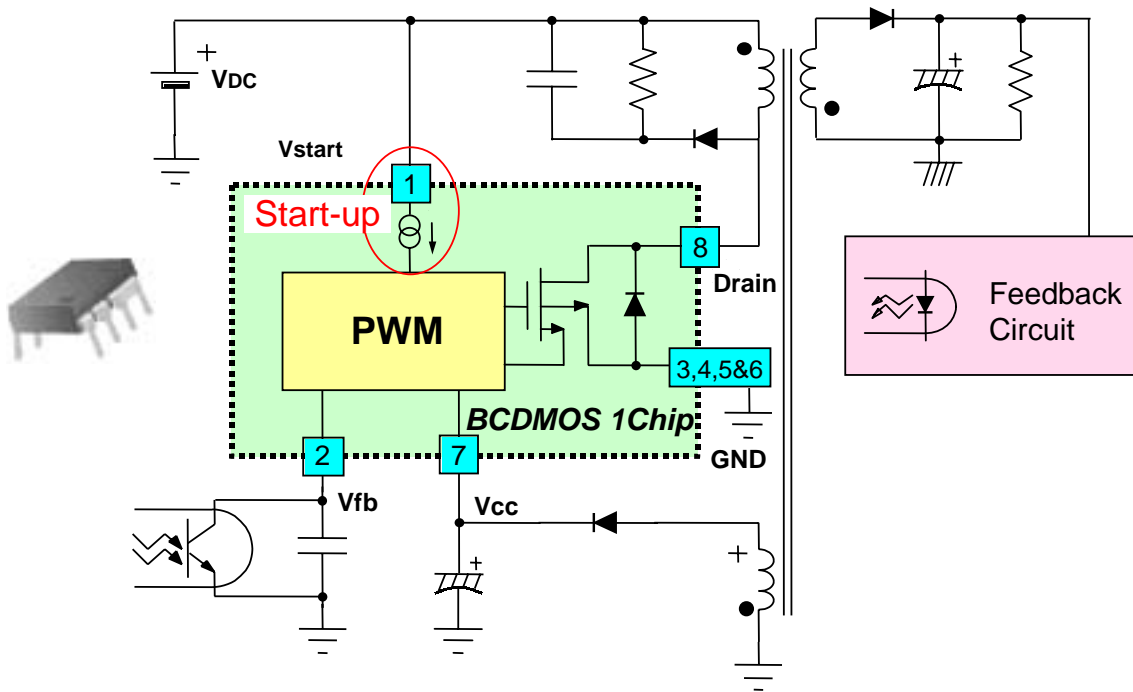 +
VDC
Vstart
1
Start-up
8
Drain
PWM
3,4,5&6
BCDMOS 1Chip
GND
2
7
Vfb
Vcc
+
+
+
Feedback
Circuit